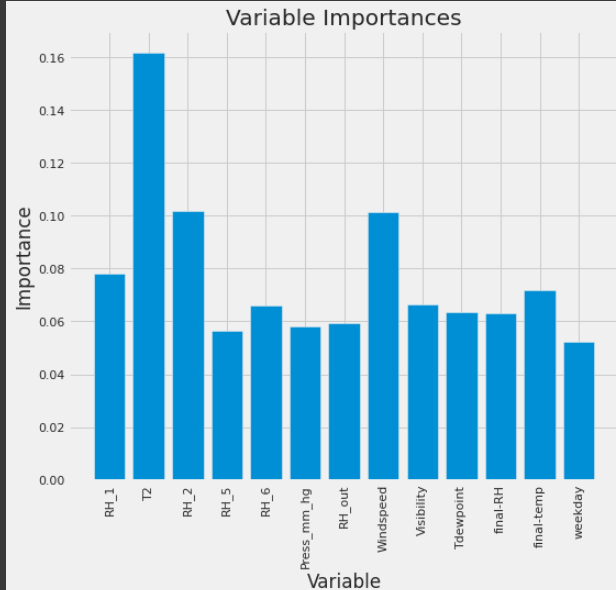 Variable Importances
Importance
0.16
0.14
0.12
0.10
0.08
0.06
0.04
0.02
0.00
RH_1
T2
RH_2
RH_5
RH_6
Press_mm_hg
RH_out
Windspeed
Visibility
Tdewpoint
final-RH
final-temp
weekday
Variable